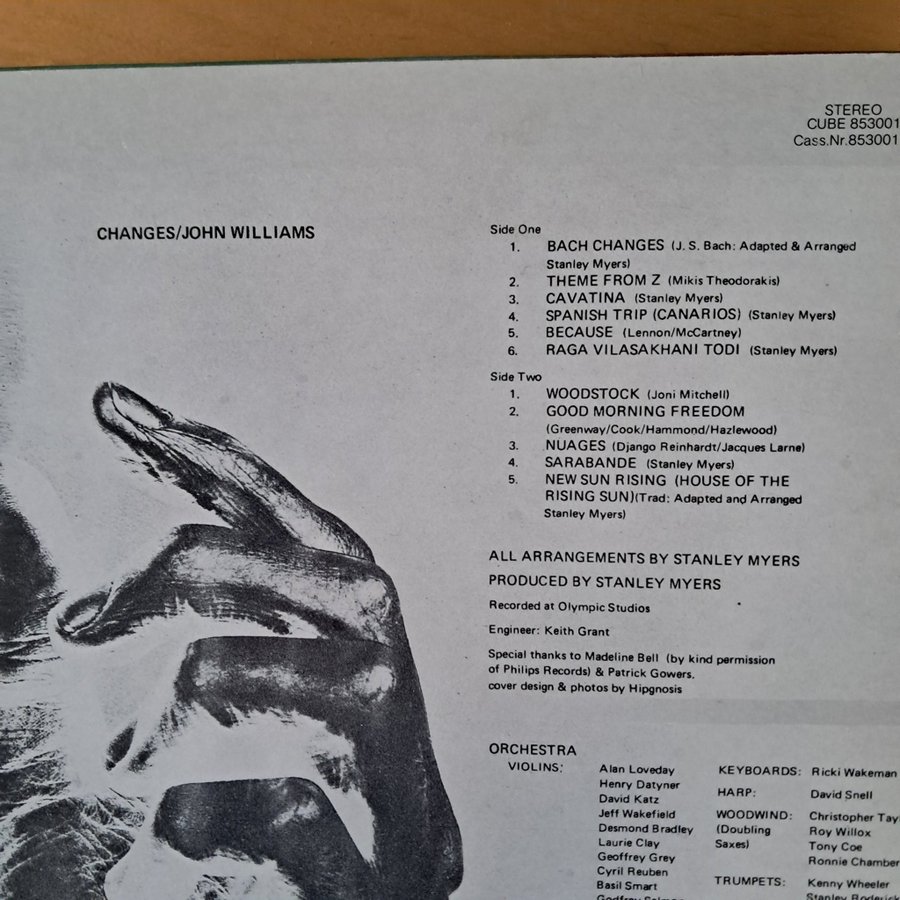 STEREO
CUBE 853001
Cass.Nr.853001
CHANGES/JOHN WILLIAMS
Side One
1. BACH CHANGES (J. S. Bach: Adapted & Arranged
Stanley Myers)
2. THEME FROM Z (Mikis Theodorakis)
3. CAVATINA (Stanley Myers)
4. SPANISH TRIP (CANARIOS) (Stanley Myers)
5. BECAUSE (Lennon/McCartney)
6. RAGA VILASAKHANI TODI (Stanley Myers)
Side Two
1. WOODSTOCK (Joni Mitchell)
2. GOOD MORNING FREEDOM
(Greenway/Cook/Hammond/Hazlewood)
3. NUAGES (Django Reinhardt/Jacques Larne)
4. SARABANDE (Stanley Myers)
5. NEW SUN RISING (HOUSE OF THE
RISING SUN)(Trad: Adapted and Arranged
Stanley Myers)
ALL ARRANGEMENTS BY STANLEY MYERS
PRODUCED BY STANLEY MYERS
Recorded at Olympic Studios
Engineer: Keith Grant
Special thanks to Madeline Bell (by kind permission
of Philips Records) & Patrick Gowers.
cover design & photos by Hipgnosis
ORCHESTRA
VIOLINS:
Alan Loveday
Henry Datyner
David Katz
Jeff Wakefield
Desmond Bradley
Laurie Clay
Geoffrey Grey
Cyril Reuben
Basil Smart
KEYBOARDS: Ricki Wakeman
HARP: David Snell
WOODWIND: Christopher Tay
(Doubling Roy Willox
Saxes) Tony Coe
Ronnie Chamber
TRUMPETS: Kenny Wheeler